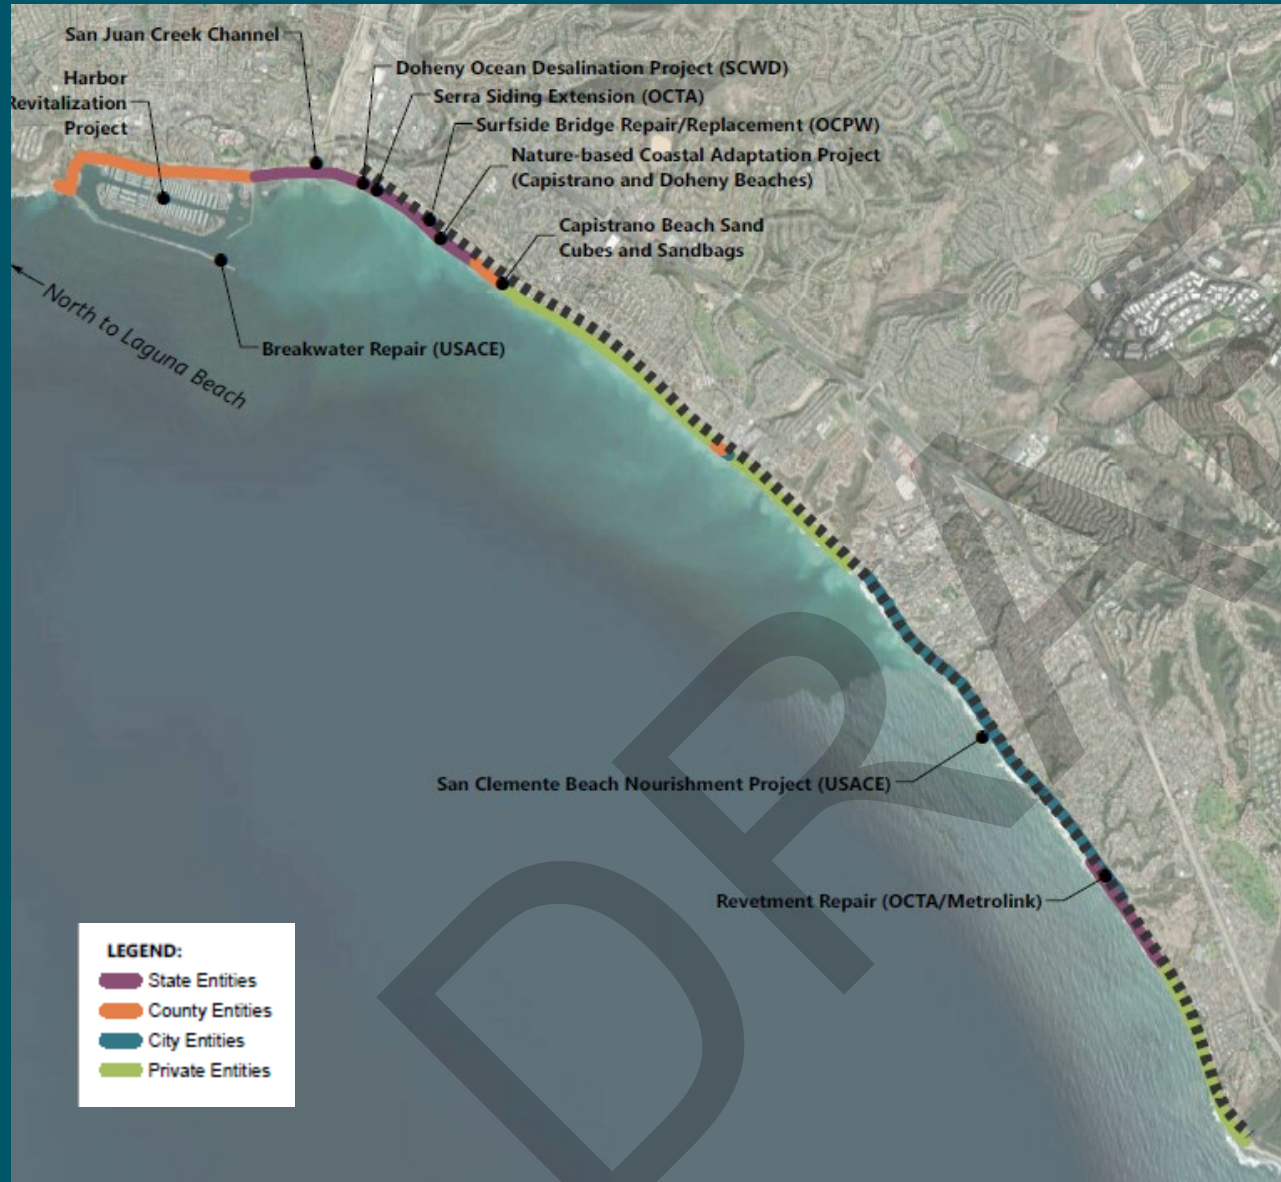 San Juan Creek Channel
Harbor
Revitalization
Project
Doheny Ocean Desalination Project (SCWD)
Serra Siding Extension (OCTA)
Surfside Bridge Repair/Replacement (OCPW)
Nature-based Coastal Adaptation Project
(Capistrano and Doheny Beaches)
Capistrano Beach Sand
Cubes and Sandbags
North to Laguna Beach
Breakwater Repair (USACE)
San Clemente Beach Nourishment Project (USACE)
Revetment Repair (OCTA/Metrolink)
LEGEND:
State Entities
County Entities
City Entities
Private Entities
DRA